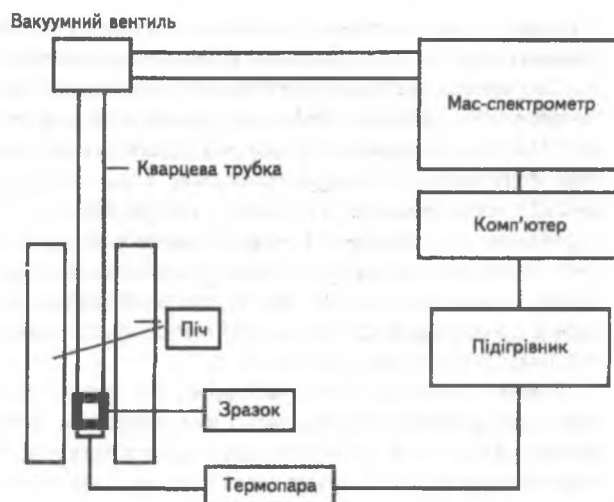 Вакуумний вентиль
Мас-спектрометр
Кварцева трубка
Комп'ютер
Піч
Підігрівник
Зразок
Термопара